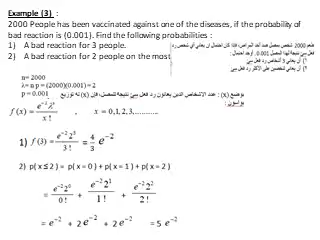 Example (3) :
2000 People has been vaccinated against one of the diseases, if the probability of
bad reaction is (0.001). Find the following probabilities :
1) A bad reaction for 3 people.
2) A bad reaction for 2 people on the most
n= 2000
λ= n p = (2000)(0.001) = 2
p = 0.001
f(x) = e^-λ λ^x / x! , x = 0,1,2,3,............
1) f(3) = e^-2 2^3 / 3! = 4/3 e^-2
2) p( x ≤ 2 ) = p( x = 0 ) + p( x = 1 ) + p( x = 2 )
= e^-2 2^0 / 0! + e^-2 2^1 / 1! + e^-2 2^2 / 2!
= e^-2 + 2 e^-2 + 2 e^-2 = 5 e^-2